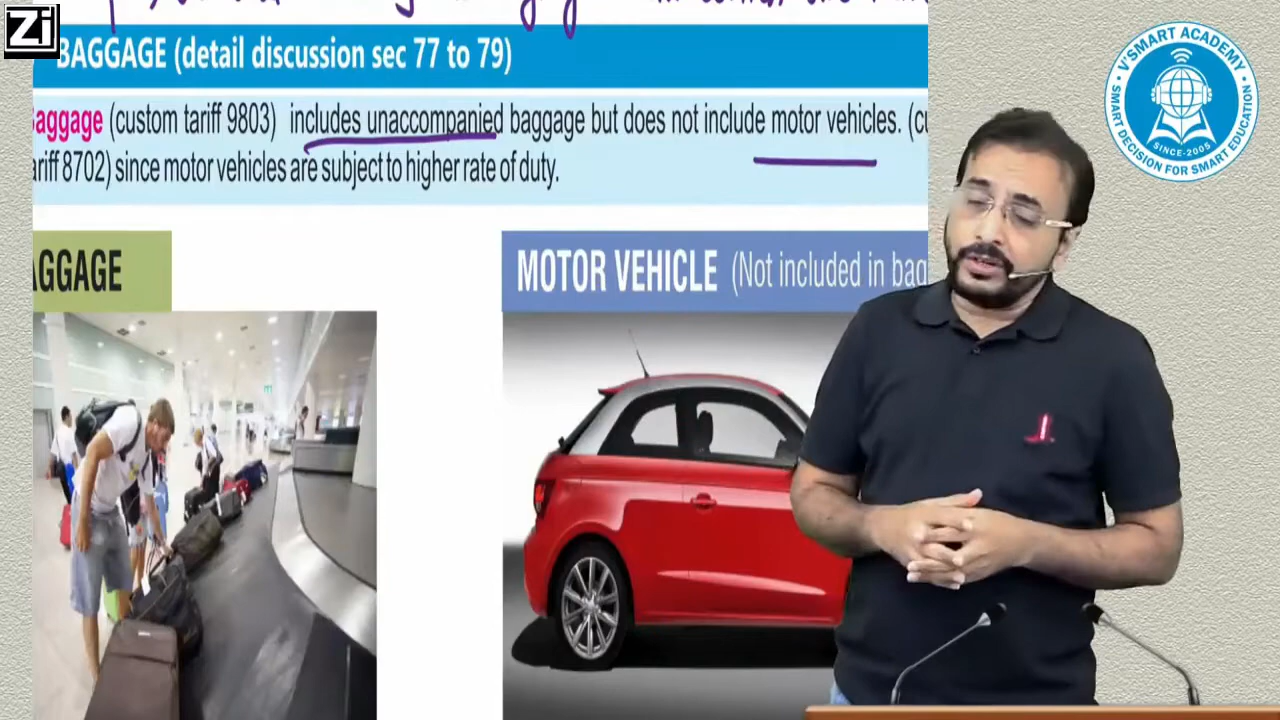 Zi
BAGGAGE (detail discussion sec 77 to 79)
aggage (custom tariff 9803) includes unaccompanied baggage but does not include motor vehicles. (cu
ariff 8702) since motor vehicles are subject to higher rate of duty.
AGGAGE
MOTOR VEHICLE (Not included in bag
V'SMART ACADEMY
SINCE-2005
SMART DECISION FOR SMART EDUCATION